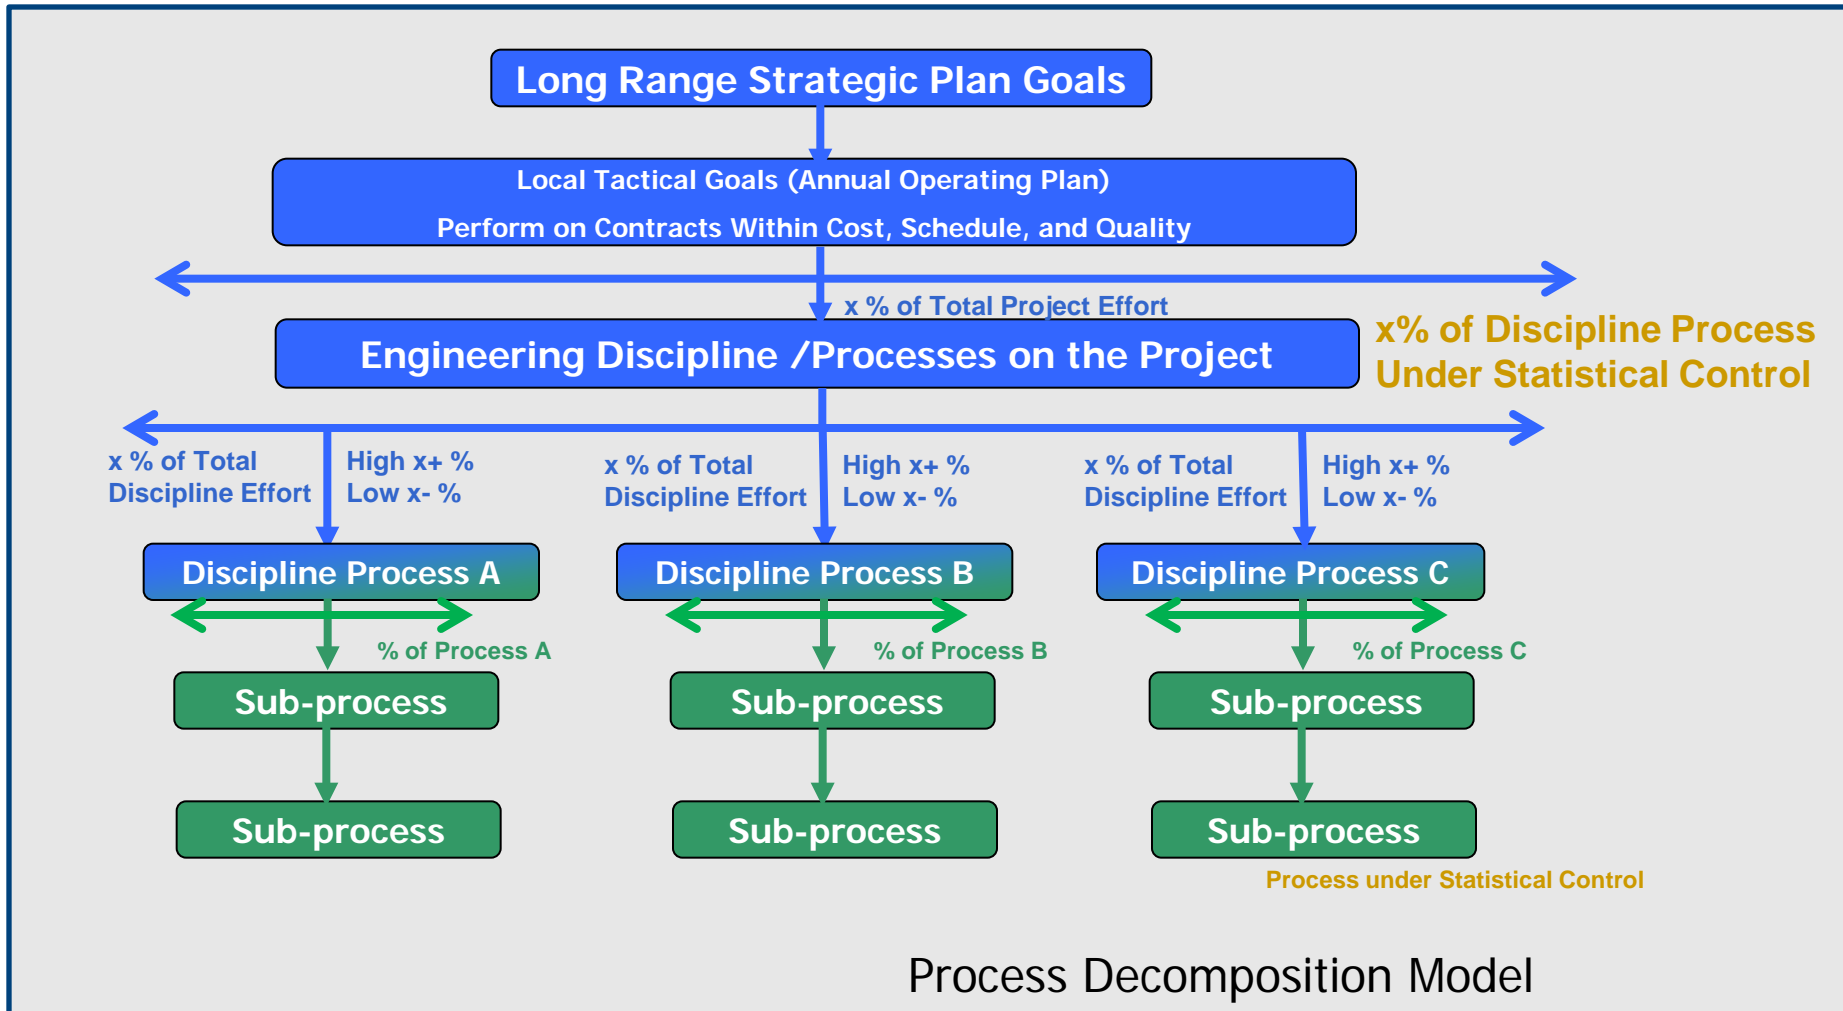 Long Range Strategic Plan Goals
Local Tactical Goals (Annual Operating Plan)
Perform on Contracts Within Cost, Schedule, and Quality
x % of Total Project Effort
Engineering Discipline /Processes on the Project
x% of Discipline Process
Under Statistical Control
x % of Total
Discipline Effort
High x+ %
Low x- %
x % of Total
Discipline Effort
High x+ %
Low x- %
x % of Total
Discipline Effort
High x+ %
Low x- %
Discipline Process A
Discipline Process B
Discipline Process C
% of Process A
% of Process B
% of Process C
Sub-process
Sub-process
Sub-process
Sub-process
Sub-process
Sub-process
Process under Statistical Control
Process Decomposition Model